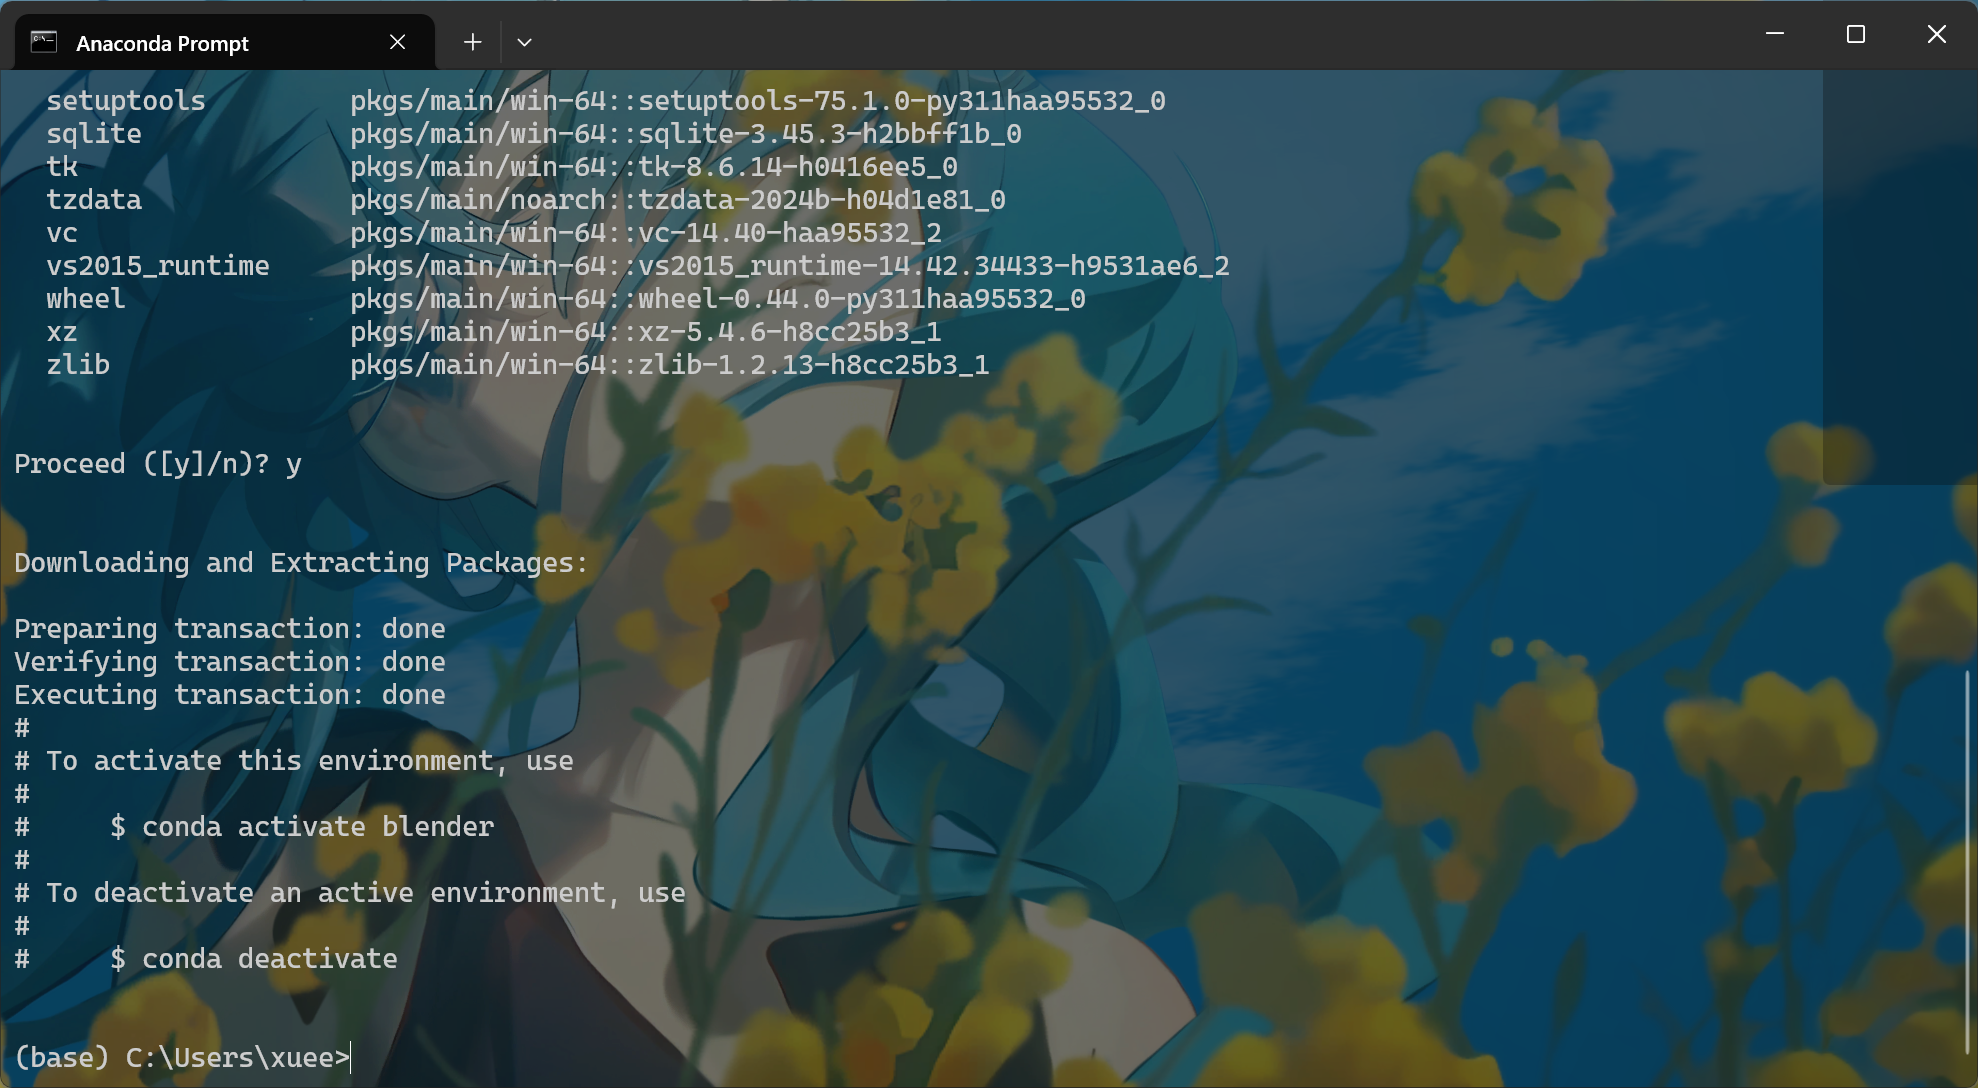 Anaconda Prompt
setuptools pkgs/main/win-64::setuptools-75.1.0-py311haa95532_0
sqlite pkgs/main/win-64::sqlite-3.45.3-h2bbff1b_0
tk pkgs/main/win-64::tk-8.6.14-h0416ee5_0
tzdata pkgs/main/noarch::tzdata-2024b-h04d1e81_0
vc pkgs/main/win-64::vc-14.40-haa95532_2
vs2015_runtime pkgs/main/win-64::vs2015_runtime-14.42.34433-h9531ae6_2
wheel pkgs/main/win-64::wheel-0.44.0-py311haa95532_0
xz pkgs/main/win-64::xz-5.4.6-h8cc25b3_1
zlib pkgs/main/win-64::zlib-1.2.13-h8cc25b3_1
Proceed ([y]/n)? y
Downloading and Extracting Packages:
Preparing transaction: done
Verifying transaction: done
Executing transaction: done
#
# To activate this environment, use
#
#     $ conda activate blender
#
# To deactivate an active environment, use
#
#     $ conda deactivate
(base) C:\Users\xuee>